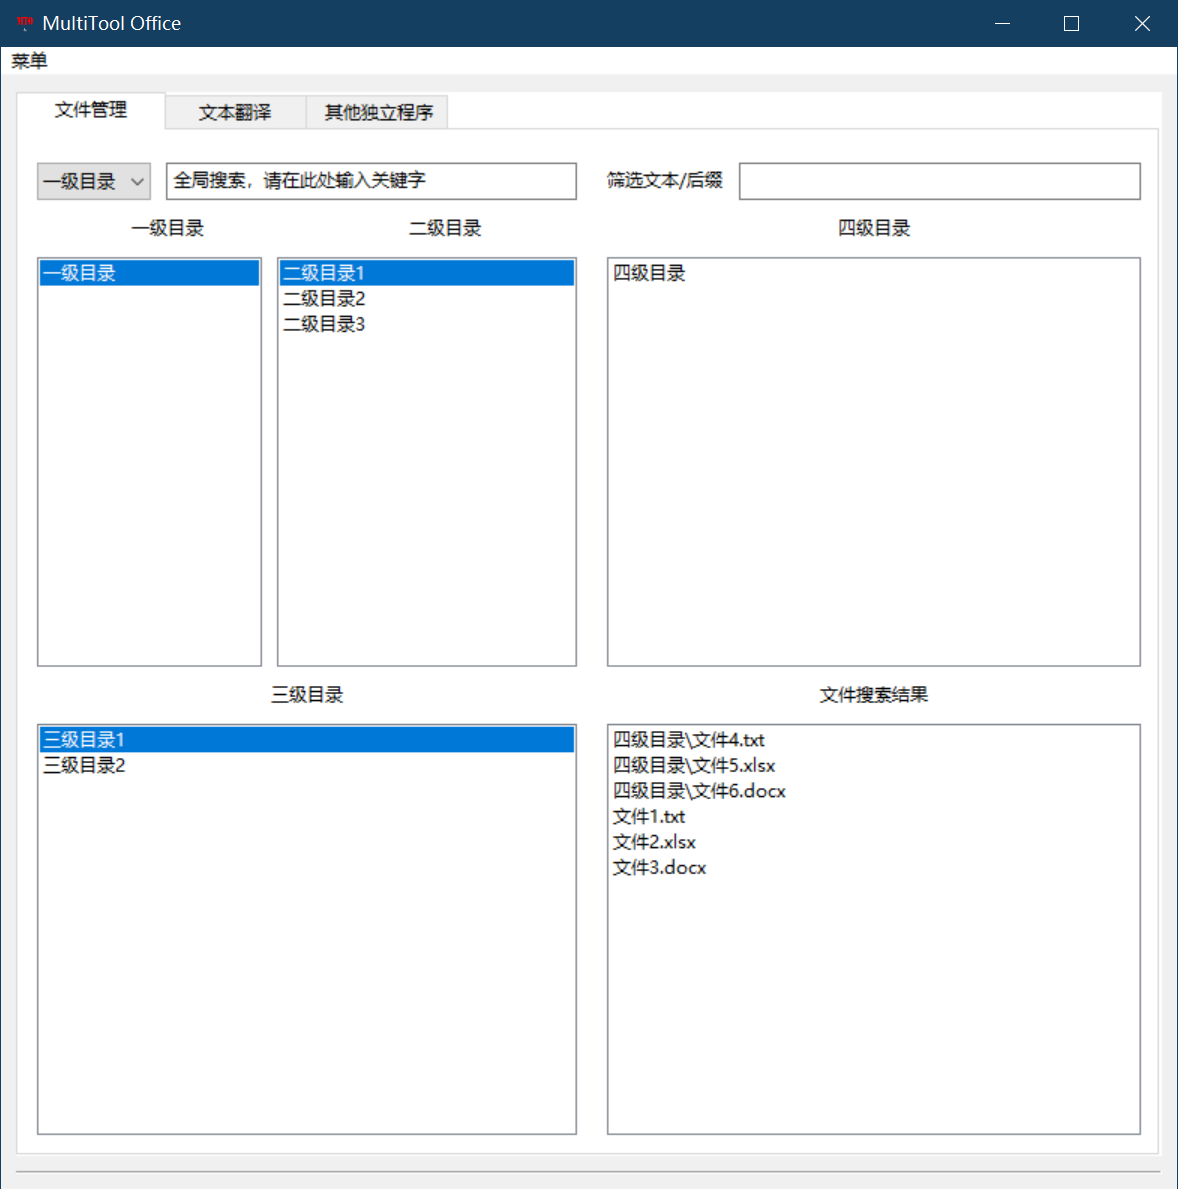 MultiTool Office
菜单
文件管理 文本翻译 其他独立程序
一级目录 全局搜索，请在此处输入关键字 筛选文本/后缀
一级目录 二级目录 四级目录
一级目录
二级目录1
二级目录2
二级目录3
四级目录
三级目录 文件搜索结果
三级目录1
三级目录2
四级目录\文件4.txt
四级目录\文件5.xlsx
四级目录\文件6.docx
文件1.txt
文件2.xlsx
文件3.docx